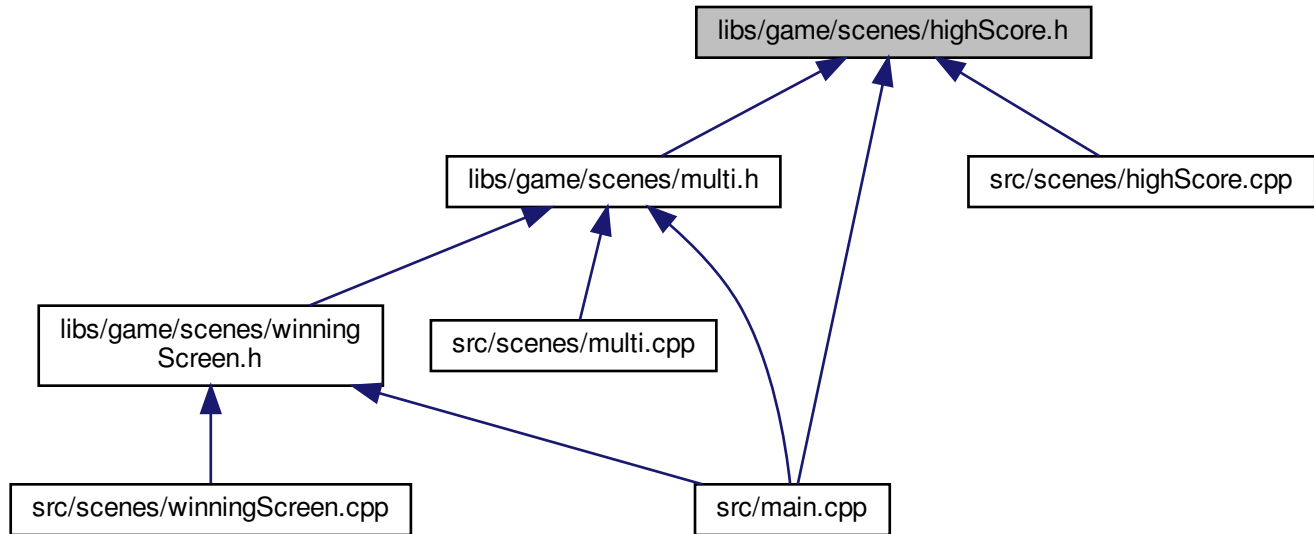 libs/game/scenes/highScore.h
libs/game/scenes/multi.h
src/scenes/highScore.cpp
libs/game/scenes/winning
Screen.h
src/scenes/multi.cpp
src/scenes/winningScreen.cpp
src/main.cpp